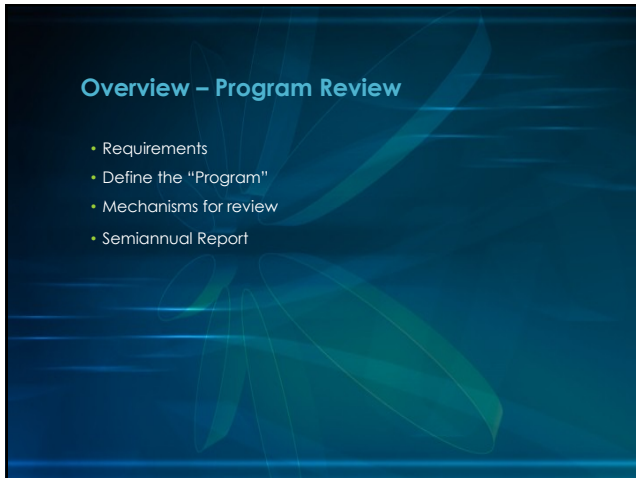 Overview – Program Review
• Requirements
• Define the “Program”
• Mechanisms for review
• Semiannual Report